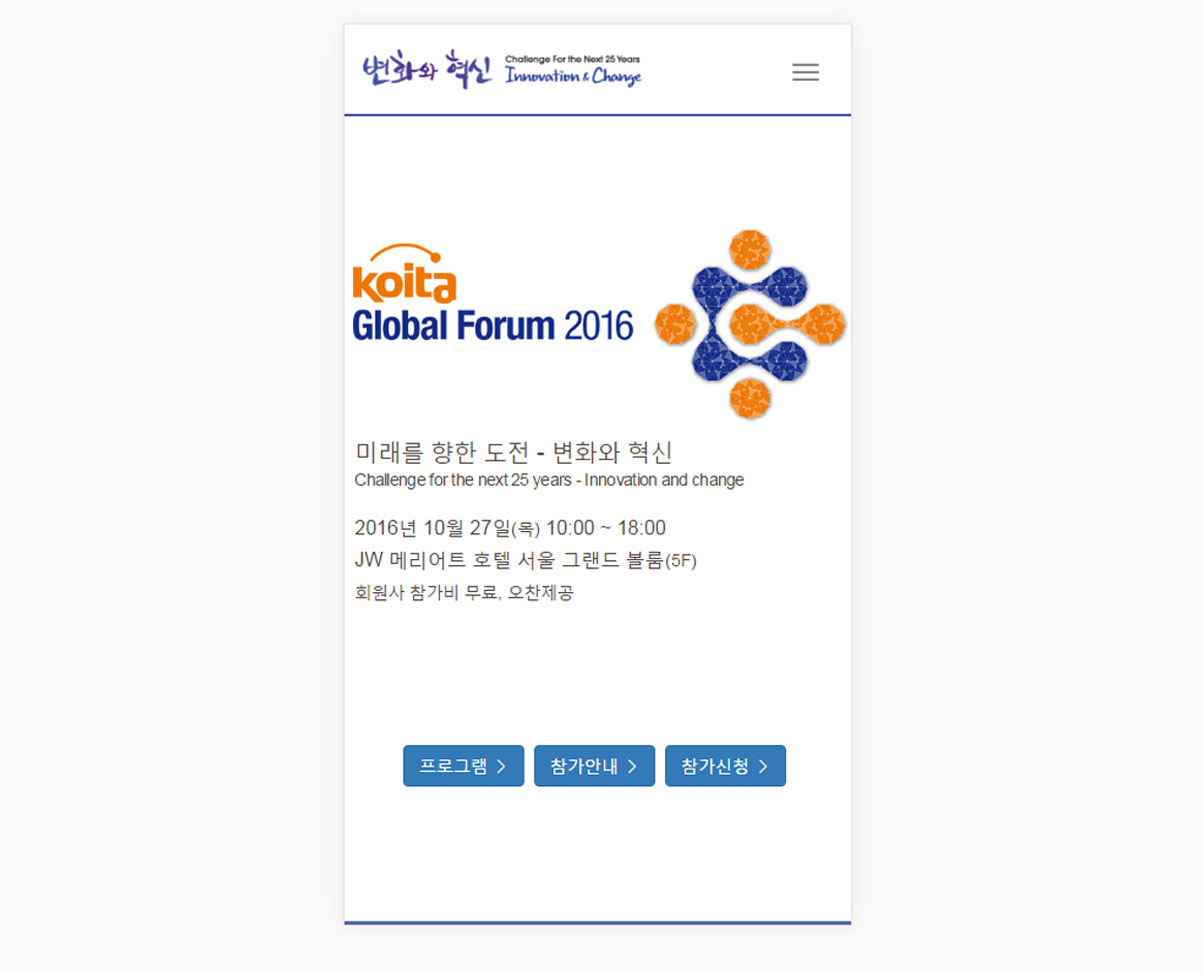 변화와 혁신 Challenge For the Next 25 Years
Innovation & Change
koita
Global Forum 2016
미래를 향한 도전 - 변화와 혁신
Challenge for the next 25 years - Innovation and change
2016년 10월 27일(목) 10:00 ~ 18:00
JW 메리어트 호텔 서울 그랜드 볼룸(5F)
회원사 참가비 무료, 오찬제공
프로그램 > 참가안내 > 참가신청 >